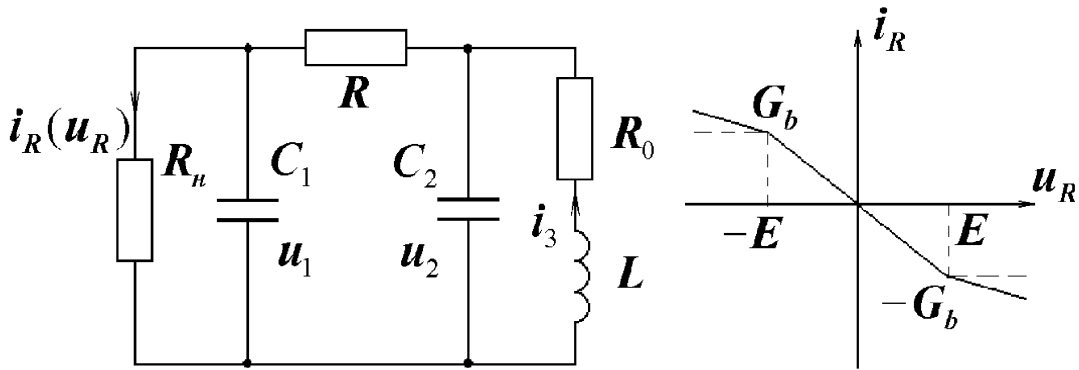 i_R(u_R)
R_н
C_1
u_1
R
C_2
u_2
R_0
i_3
L
i_R
G_b
u_R
−E
E
−G_b